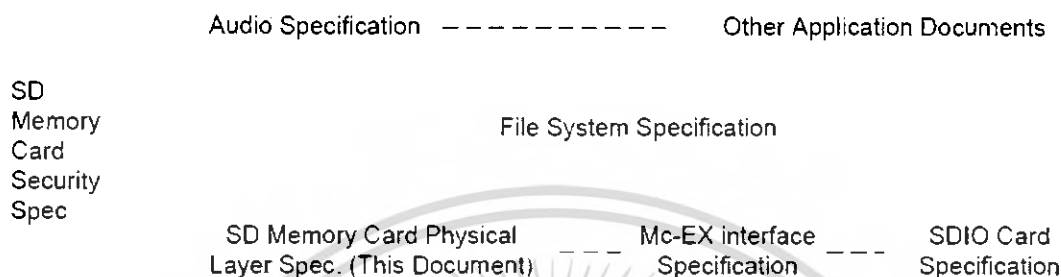 Audio Specification – – – – – – – – – – Other Application Documents
SD
Memory
Card
Security
Spec
File System Specification
SD Memory Card Physical
Layer Spec. (This Document)
– – –
Mc-EX interface
Specification
– – –
SDIO Card
Specification